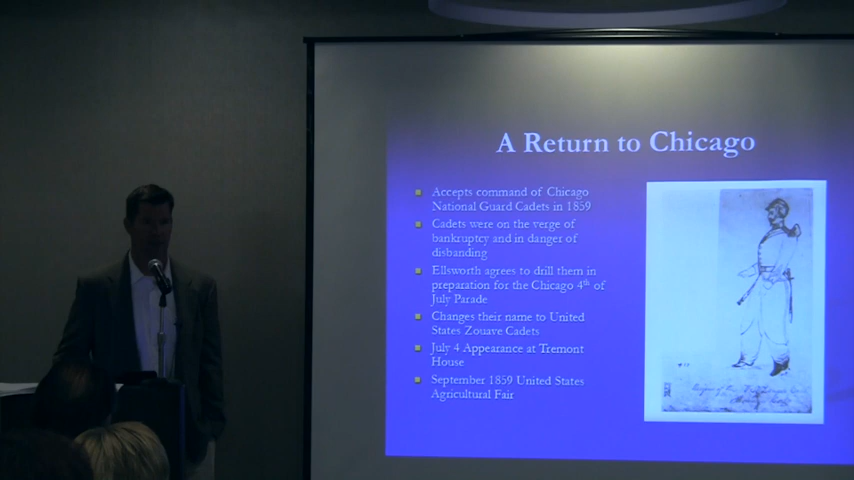 A Return to Chicago
Accepts command of Chicago
National Guard Cadets in 1859
Cadets were on the verge of
bankruptcy and in danger of
disbanding
Ellsworth agrees to drill them in
preparation for the Chicago 4th of
July Parade
Changes their name to United
States Zouave Cadets
July 4 Appearance at Tremont
House
September 1859 United States
Agricultural Fair